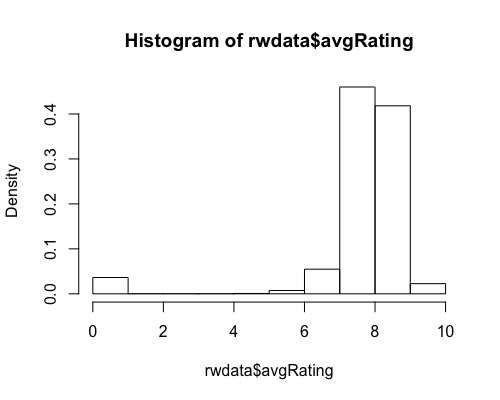 Histogram of rwdata$avgRating
Density
0.0 0.1 0.2 0.3 0.4
0 2 4 6 8 10
rwdata$avgRating